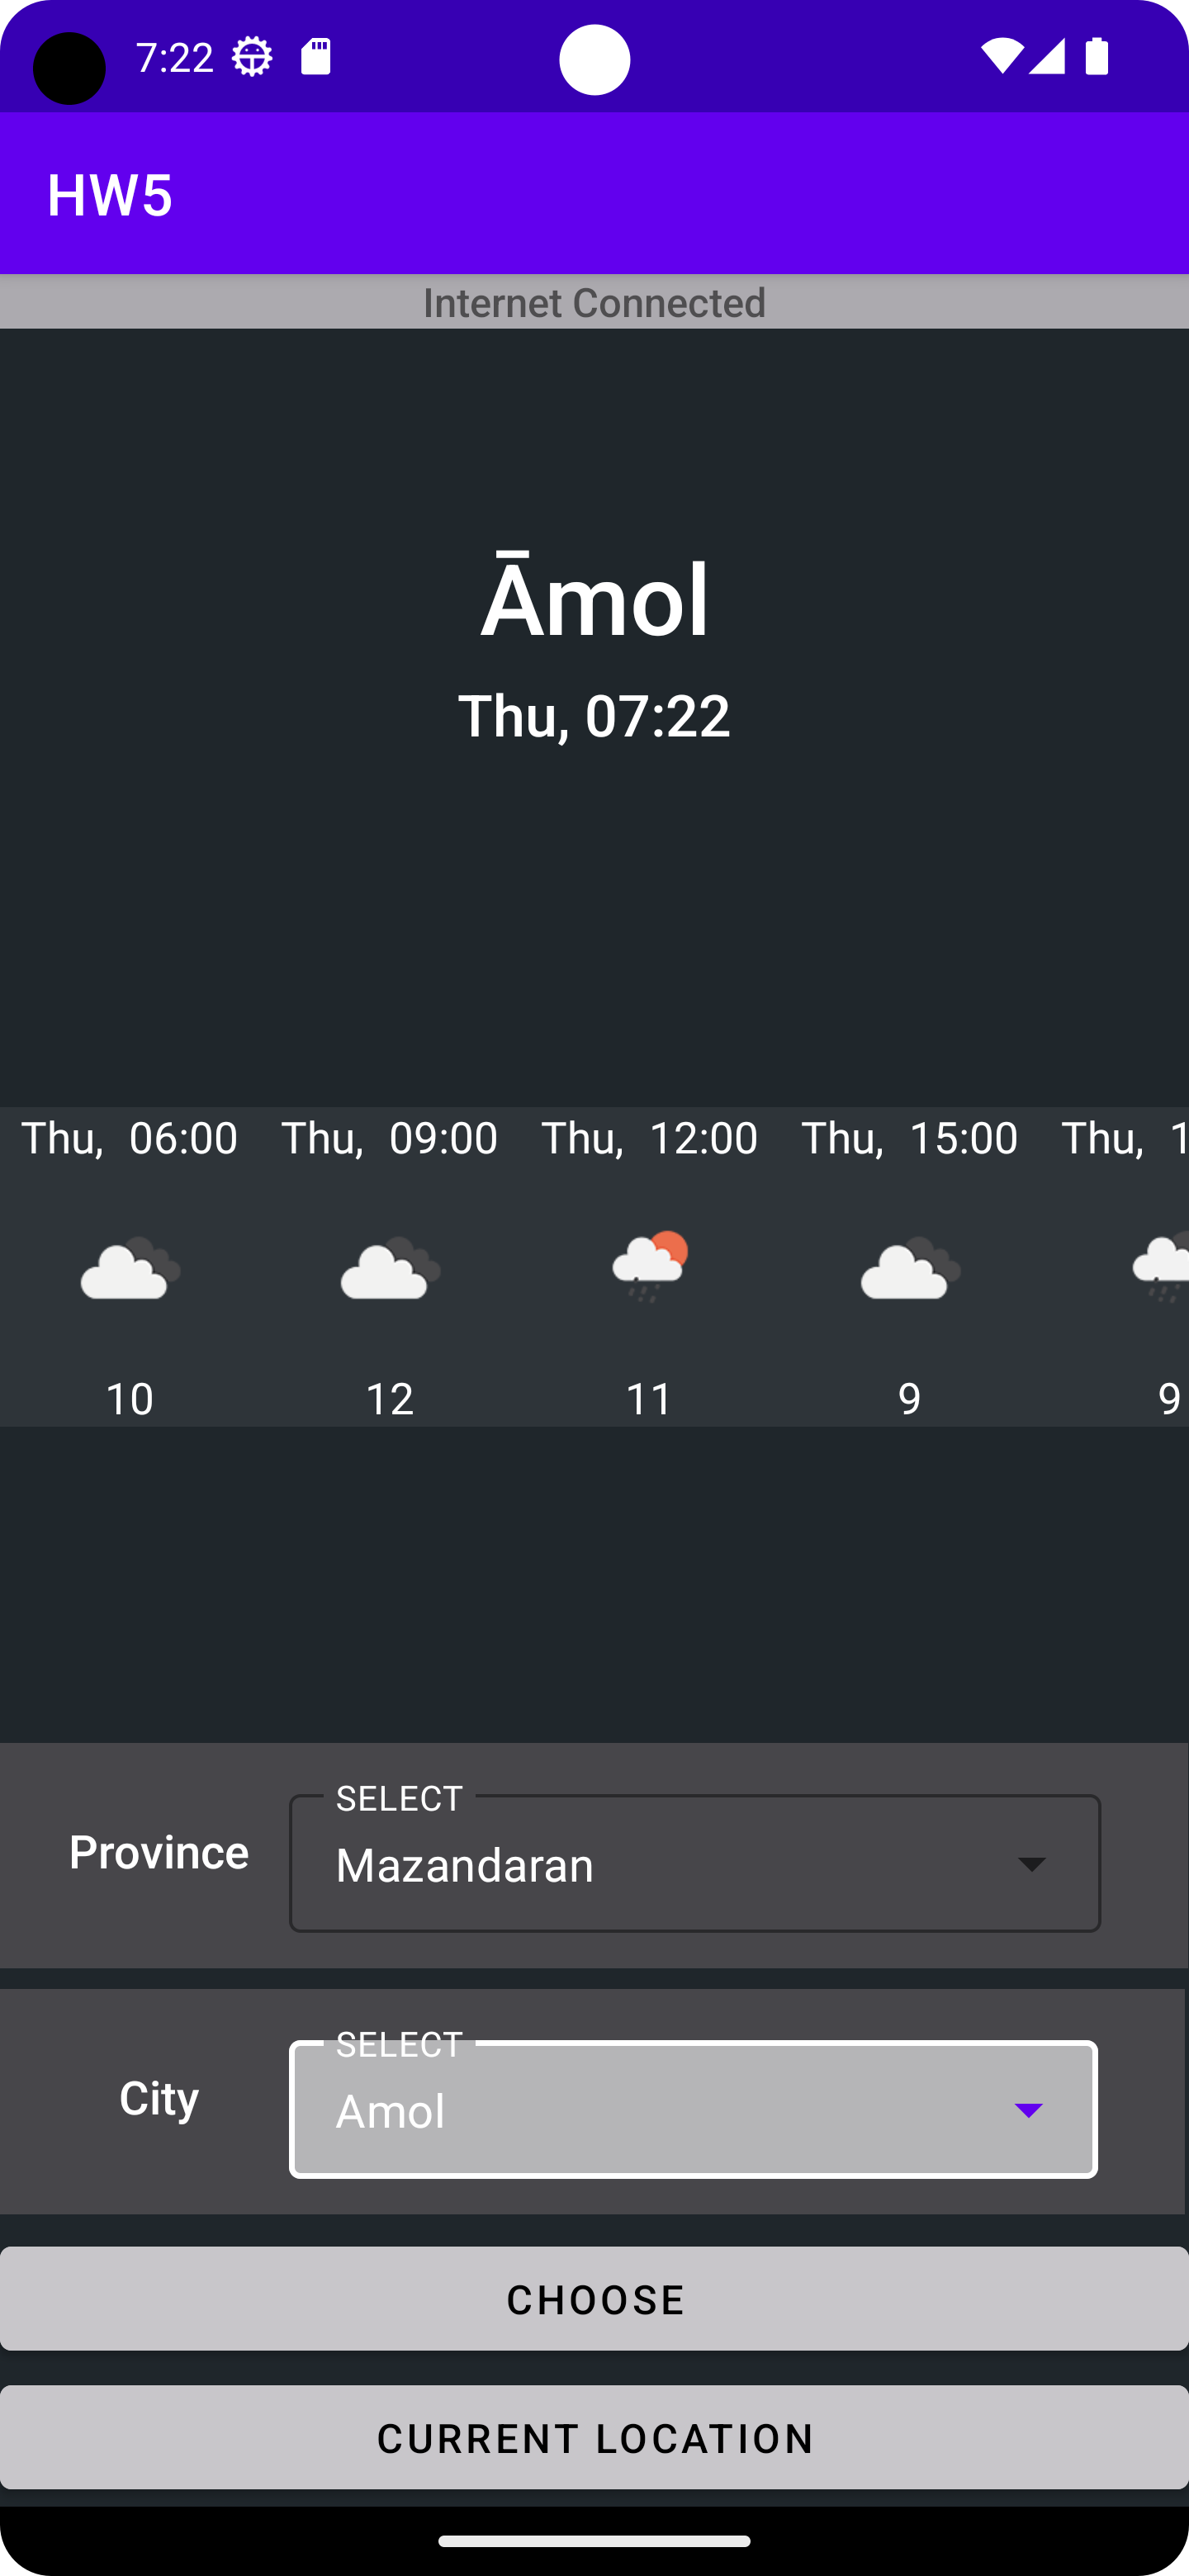 7:22
HW5
Internet Connected
Āmol
Thu, 07:22
Thu, 06:00 Thu, 09:00 Thu, 12:00 Thu, 15:00 Thu, 1
10 12 11 9 9
SELECT
Province Mazandaran
SELECT
City Amol
CHOOSE
CURRENT LOCATION